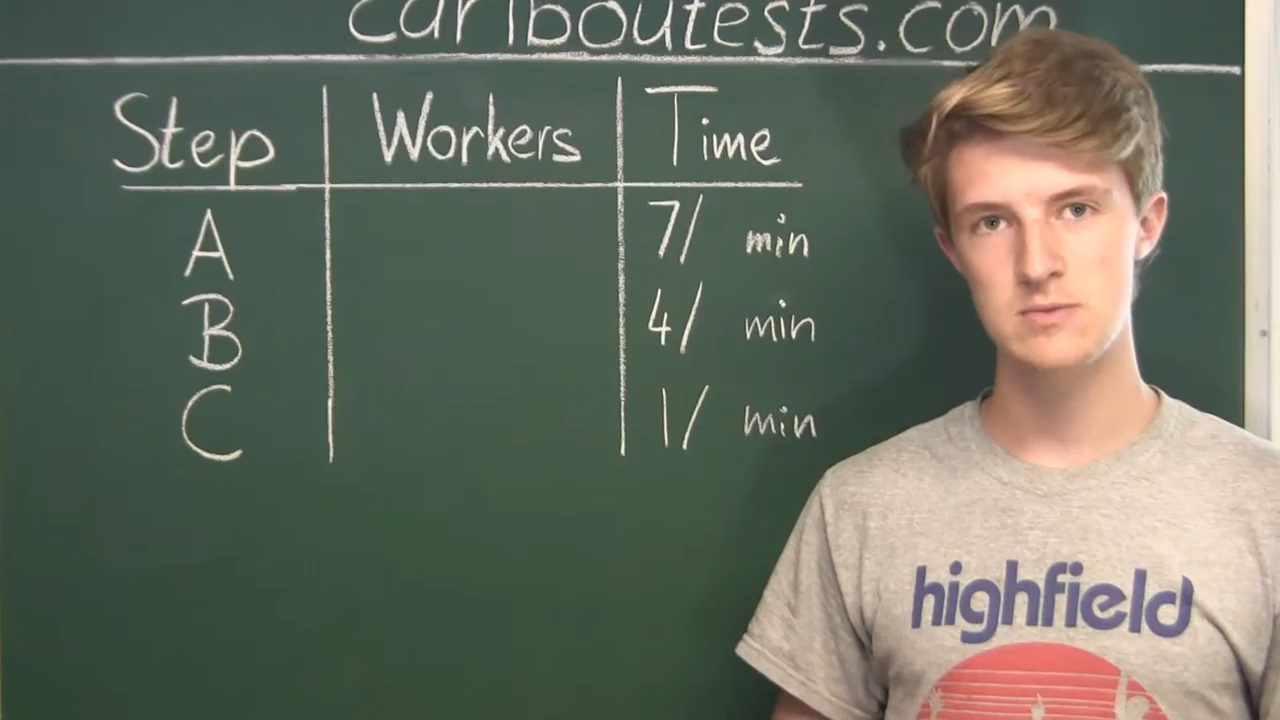 cariboutests.com
Step Workers Time
A 7/ min
B 4/ min
C 1/ min
highfield